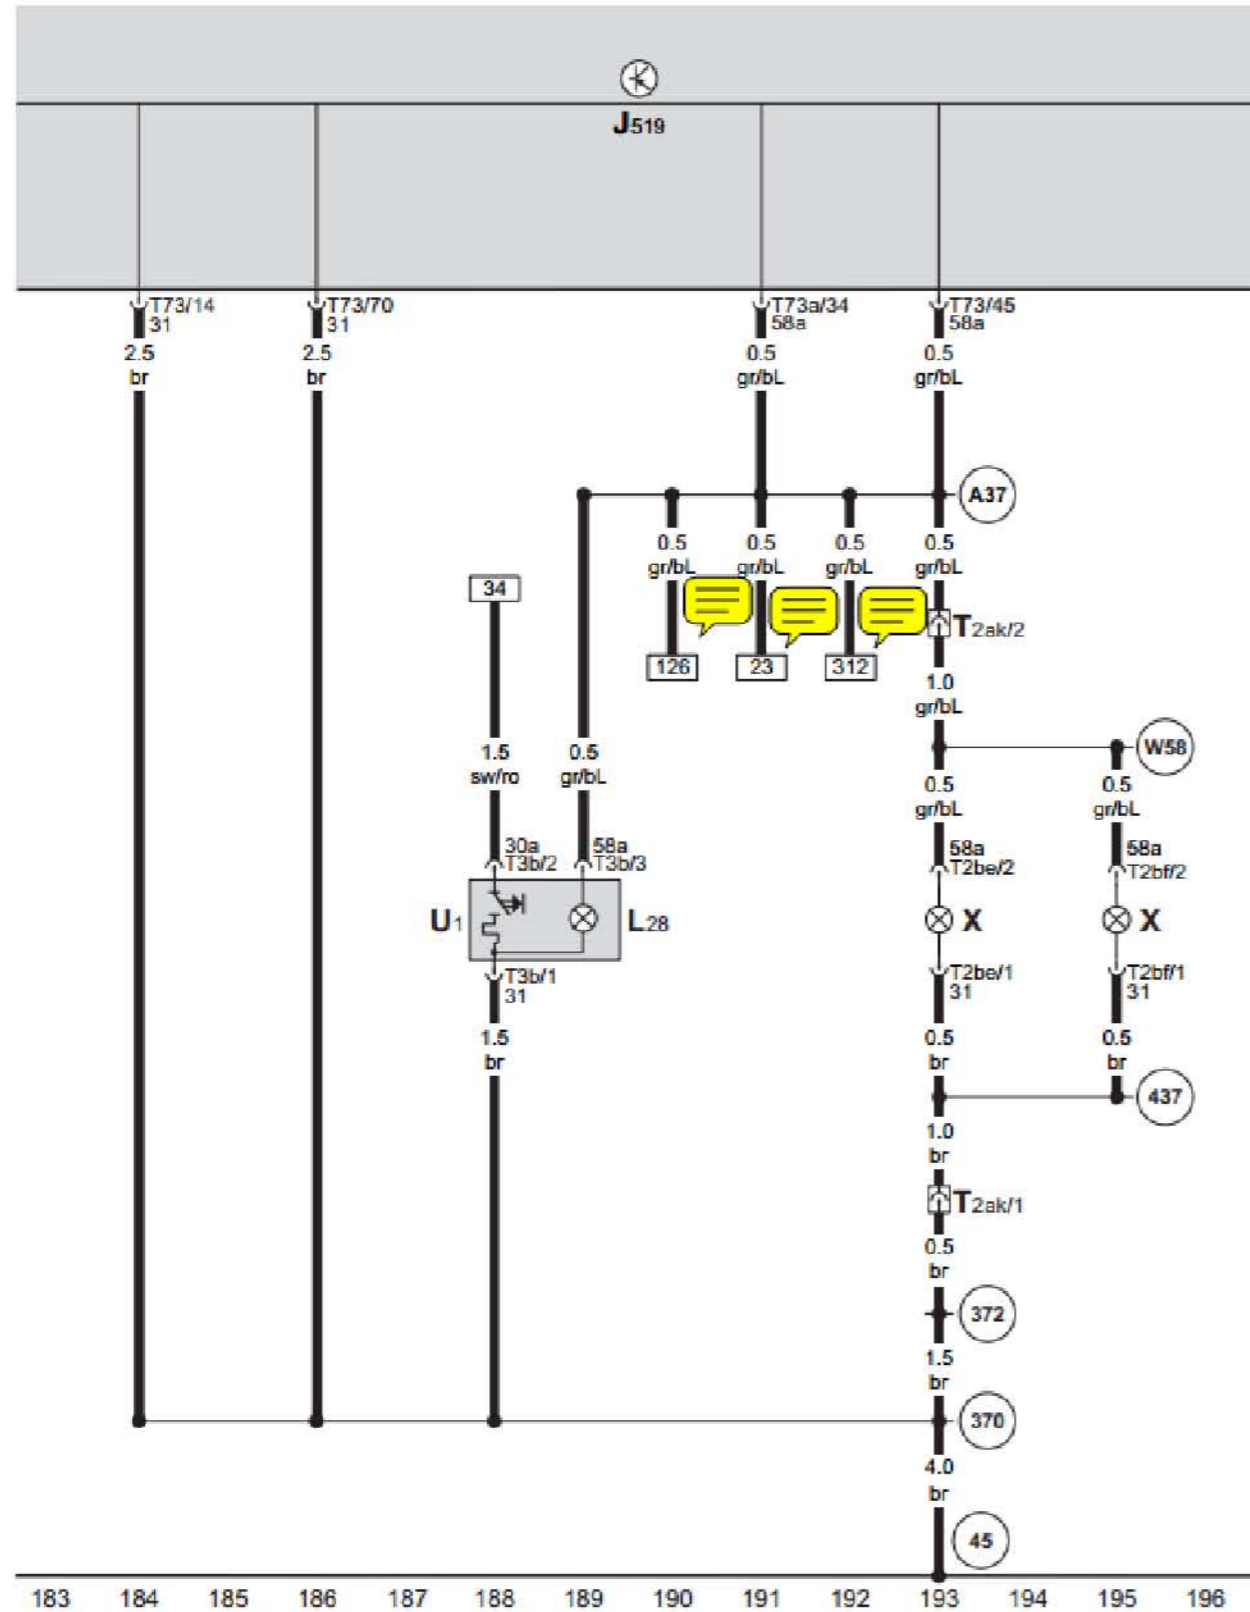 J519
T73/14 T73/70 T73a/34 T73/45
31 31 58a 58a
2.5 2.5 0.5 0.5
br br gr/bL gr/bL
A37
0.5 0.5 0.5 0.5
gr/bL gr/bL gr/bL gr/bL
34
T2ak/2
126 23 312
1.0
gr/bL
1.5 0.5 W58
sw/ro gr/bL
0.5 0.5
gr/bL gr/bL
30a 58a 58a 58a
T3b/2 T3b/3 T2be/2 T2bf/2
U1 L28 X X
T3b/1 T2be/1 T2bf/1
31 31 31
1.5 0.5 0.5
br br br
437
1.0
br
T2ak/1
0.5
br
372
1.5
br
370
4.0
br
45
183 184 185 186 187 188 189 190 191 192 193 194 195 196